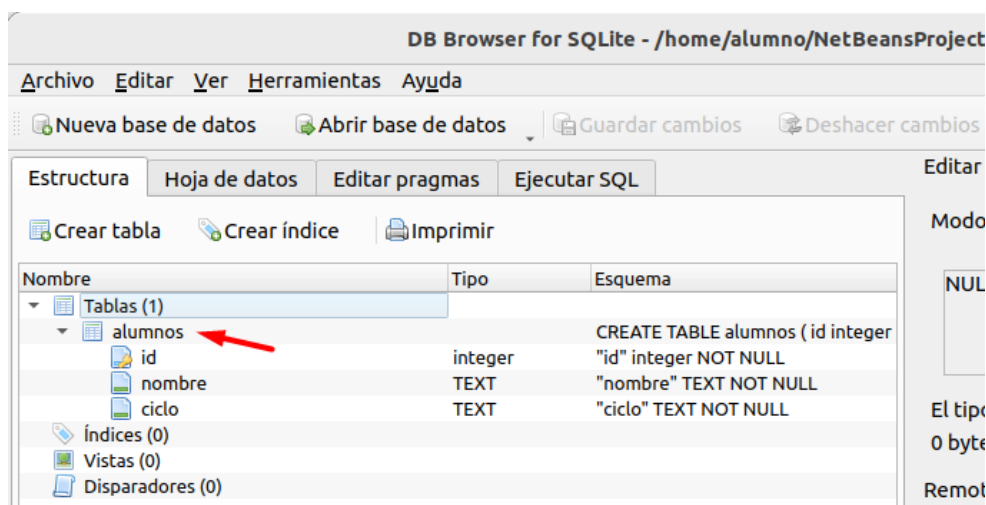 DB Browser for SQLite - /home/alumno/NetBeansProject
Archivo Editar Ver Herramientas Ayuda
Nueva base de datos Abrir base de datos Guardar cambios Deshacer cambios
Estructura Hoja de datos Editar pragmas Ejecutar SQL
Editar
Crear tabla Crear índice Imprimir
Modo
Nombre Tipo Esquema
NUL
Tablas (1)
alumnos CREATE TABLE alumnos ( id integer
id integer "id" integer NOT NULL
nombre TEXT "nombre" TEXT NOT NULL
ciclo TEXT "ciclo" TEXT NOT NULL
El tipo
Índices (0)
0 byte
Vistas (0)
Disparadores (0)
Remot